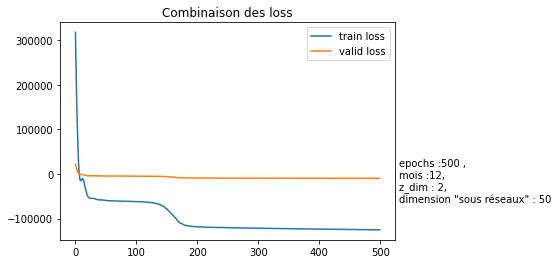 Combinaison des loss
train loss
valid loss
300000
200000
100000
0
−100000
0
100
200
300
400
500
epochs :500 ,
mois :12,
z_dim : 2,
dimension "sous réseaux" : 50